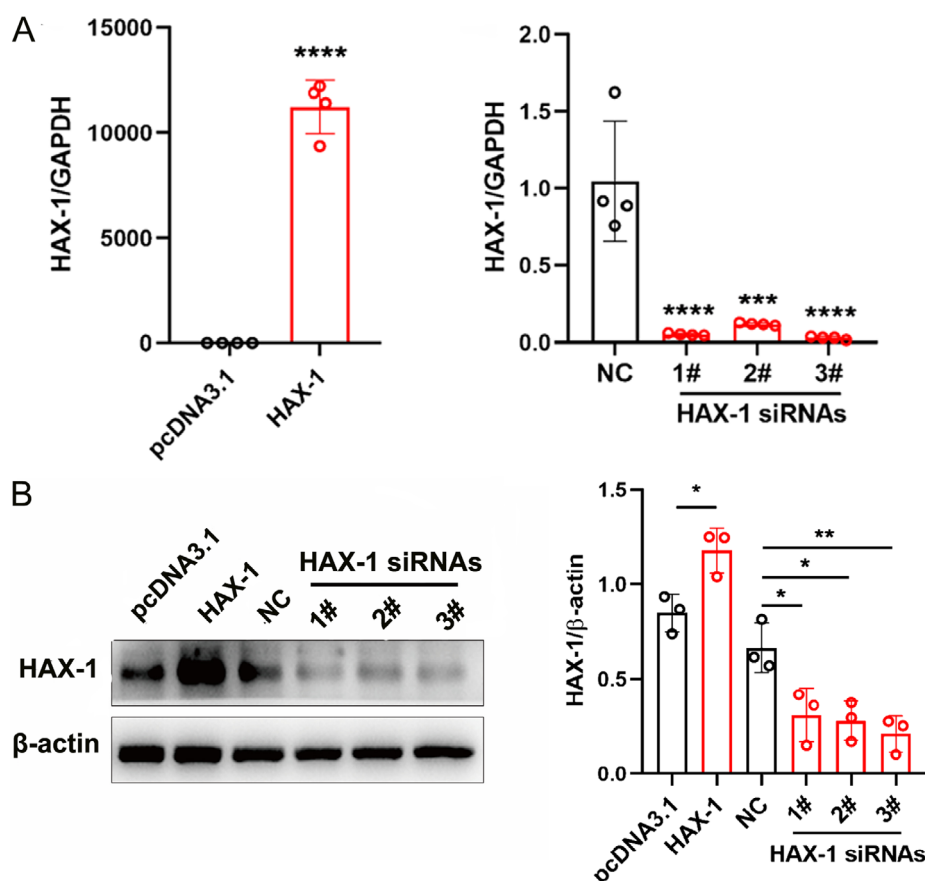 A
HAX-1/GAPDH
15000
10000
5000
0
****
pcDNA3.1
HAX-1
HAX-1/GAPDH
2.0
1.5
1.0
0.5
0.0
****
***
****
NC
1#
2#
3#
HAX-1 siRNAs
B
pcDNA3.1
HAX-1
NC
HAX-1 siRNAs
1#
2#
3#
HAX-1
β-actin
HAX-1/β-actin
1.5
1.0
0.5
0.0
*
**
*
*
pcDNA3.1
HAX-1
NC
1#
2#
3#
HAX-1 siRNAs